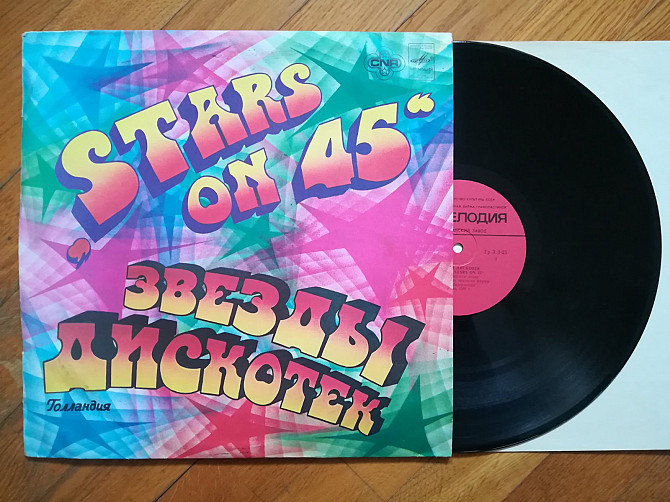 CNR
„STARS
ON 45“
ЗВЕЗДЫ
ДИСКОТЕК
Голландия
ЕЛОДИЯ